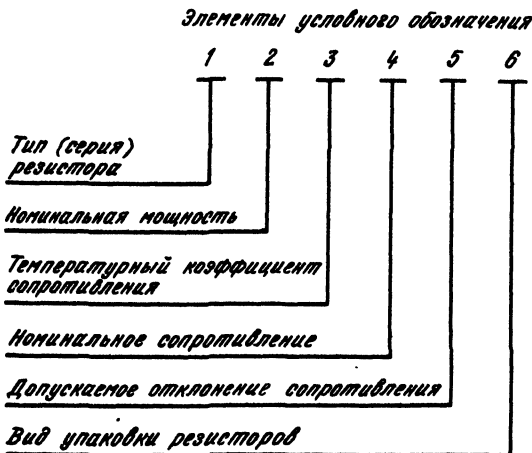 Элементы условного обозначения
1 2 3 4 5 6
Тип (серия)
резистора
Номинальная мощность
Температурный коэффициент
сопротивления
Номинальное сопротивление
Допускаемое отклонение сопротивления
Вид упаковки резисторов